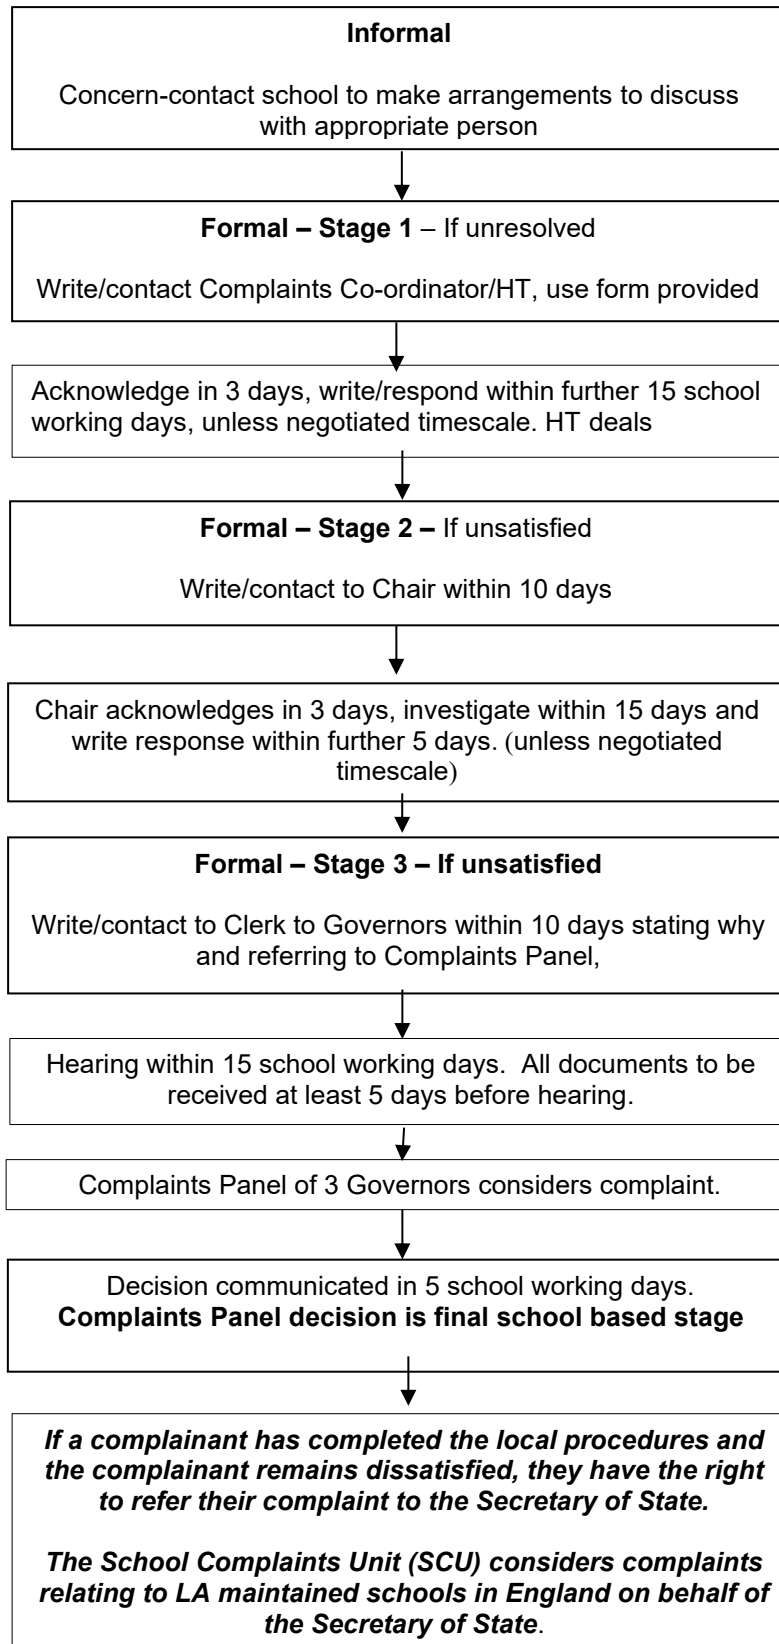 Informal
Concern-contact school to make arrangements to discuss
with appropriate person
Formal – Stage 1 – If unresolved
Write/contact Complaints Co-ordinator/HT, use form provided
Acknowledge in 3 days, write/respond within further 15 school
working days, unless negotiated timescale. HT deals
Formal – Stage 2 – If unsatisfied
Write/contact to Chair within 10 days
Chair acknowledges in 3 days, investigate within 15 days and
write response within further 5 days. (unless negotiated
timescale)
Formal – Stage 3 – If unsatisfied
Write/contact to Clerk to Governors within 10 days stating why
and referring to Complaints Panel,
Hearing within 15 school working days.  All documents to be
received at least 5 days before hearing.
Complaints Panel of 3 Governors considers complaint.
Decision communicated in 5 school working days.
Complaints Panel decision is final school based stage
If a complainant has completed the local procedures and
the complainant remains dissatisfied, they have the right
to refer their complaint to the Secretary of State.
The School Complaints Unit (SCU) considers complaints
relating to LA maintained schools in England on behalf of
the Secretary of State.